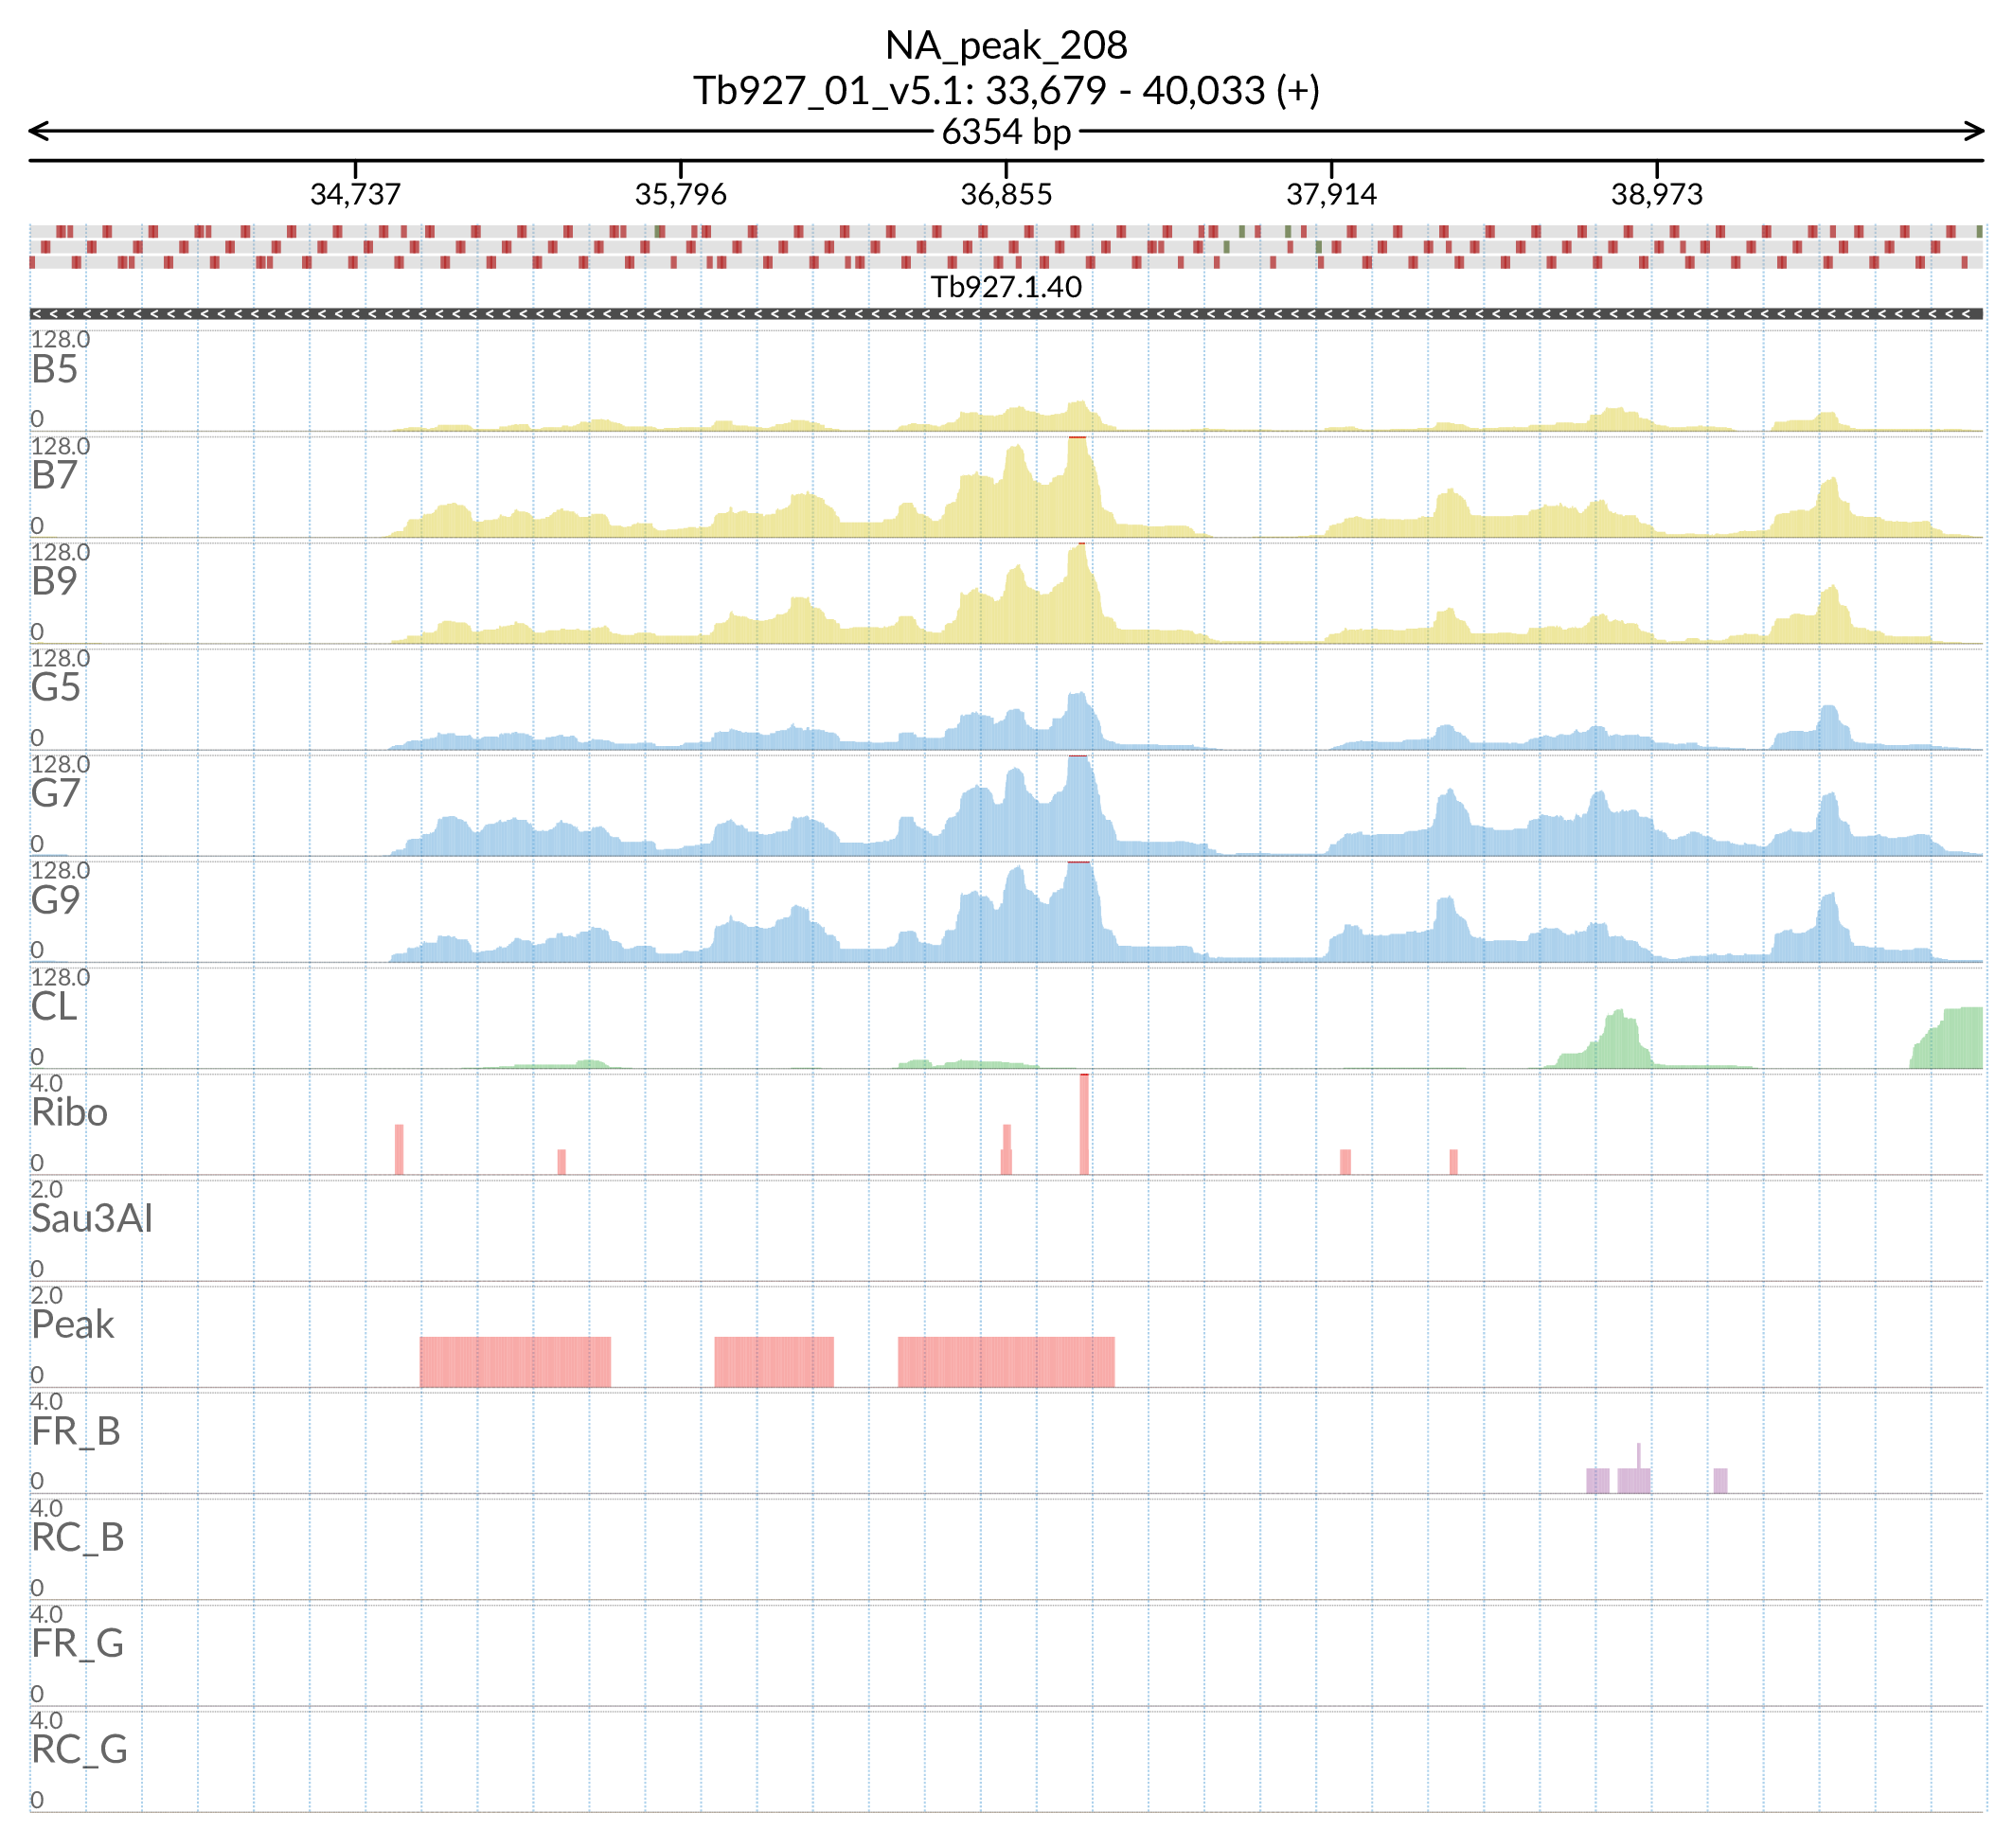 NA_peak_208
Tb927_01_v5.1: 33,679 - 40,033 (+)
6354 bp
34,737 35,796 36,855 37,914 38,973
Tb927.1.40
128.0
B5
0
128.0
B7
0
128.0
B9
0
128.0
G5
0
128.0
G7
0
128.0
G9
0
128.0
CL
0
4.0
Ribo
0
2.0
Sau3AI
0
2.0
Peak
0
4.0
FR_B
0
4.0
RC_B
0
4.0
FR_G
0
4.0
RC_G
0